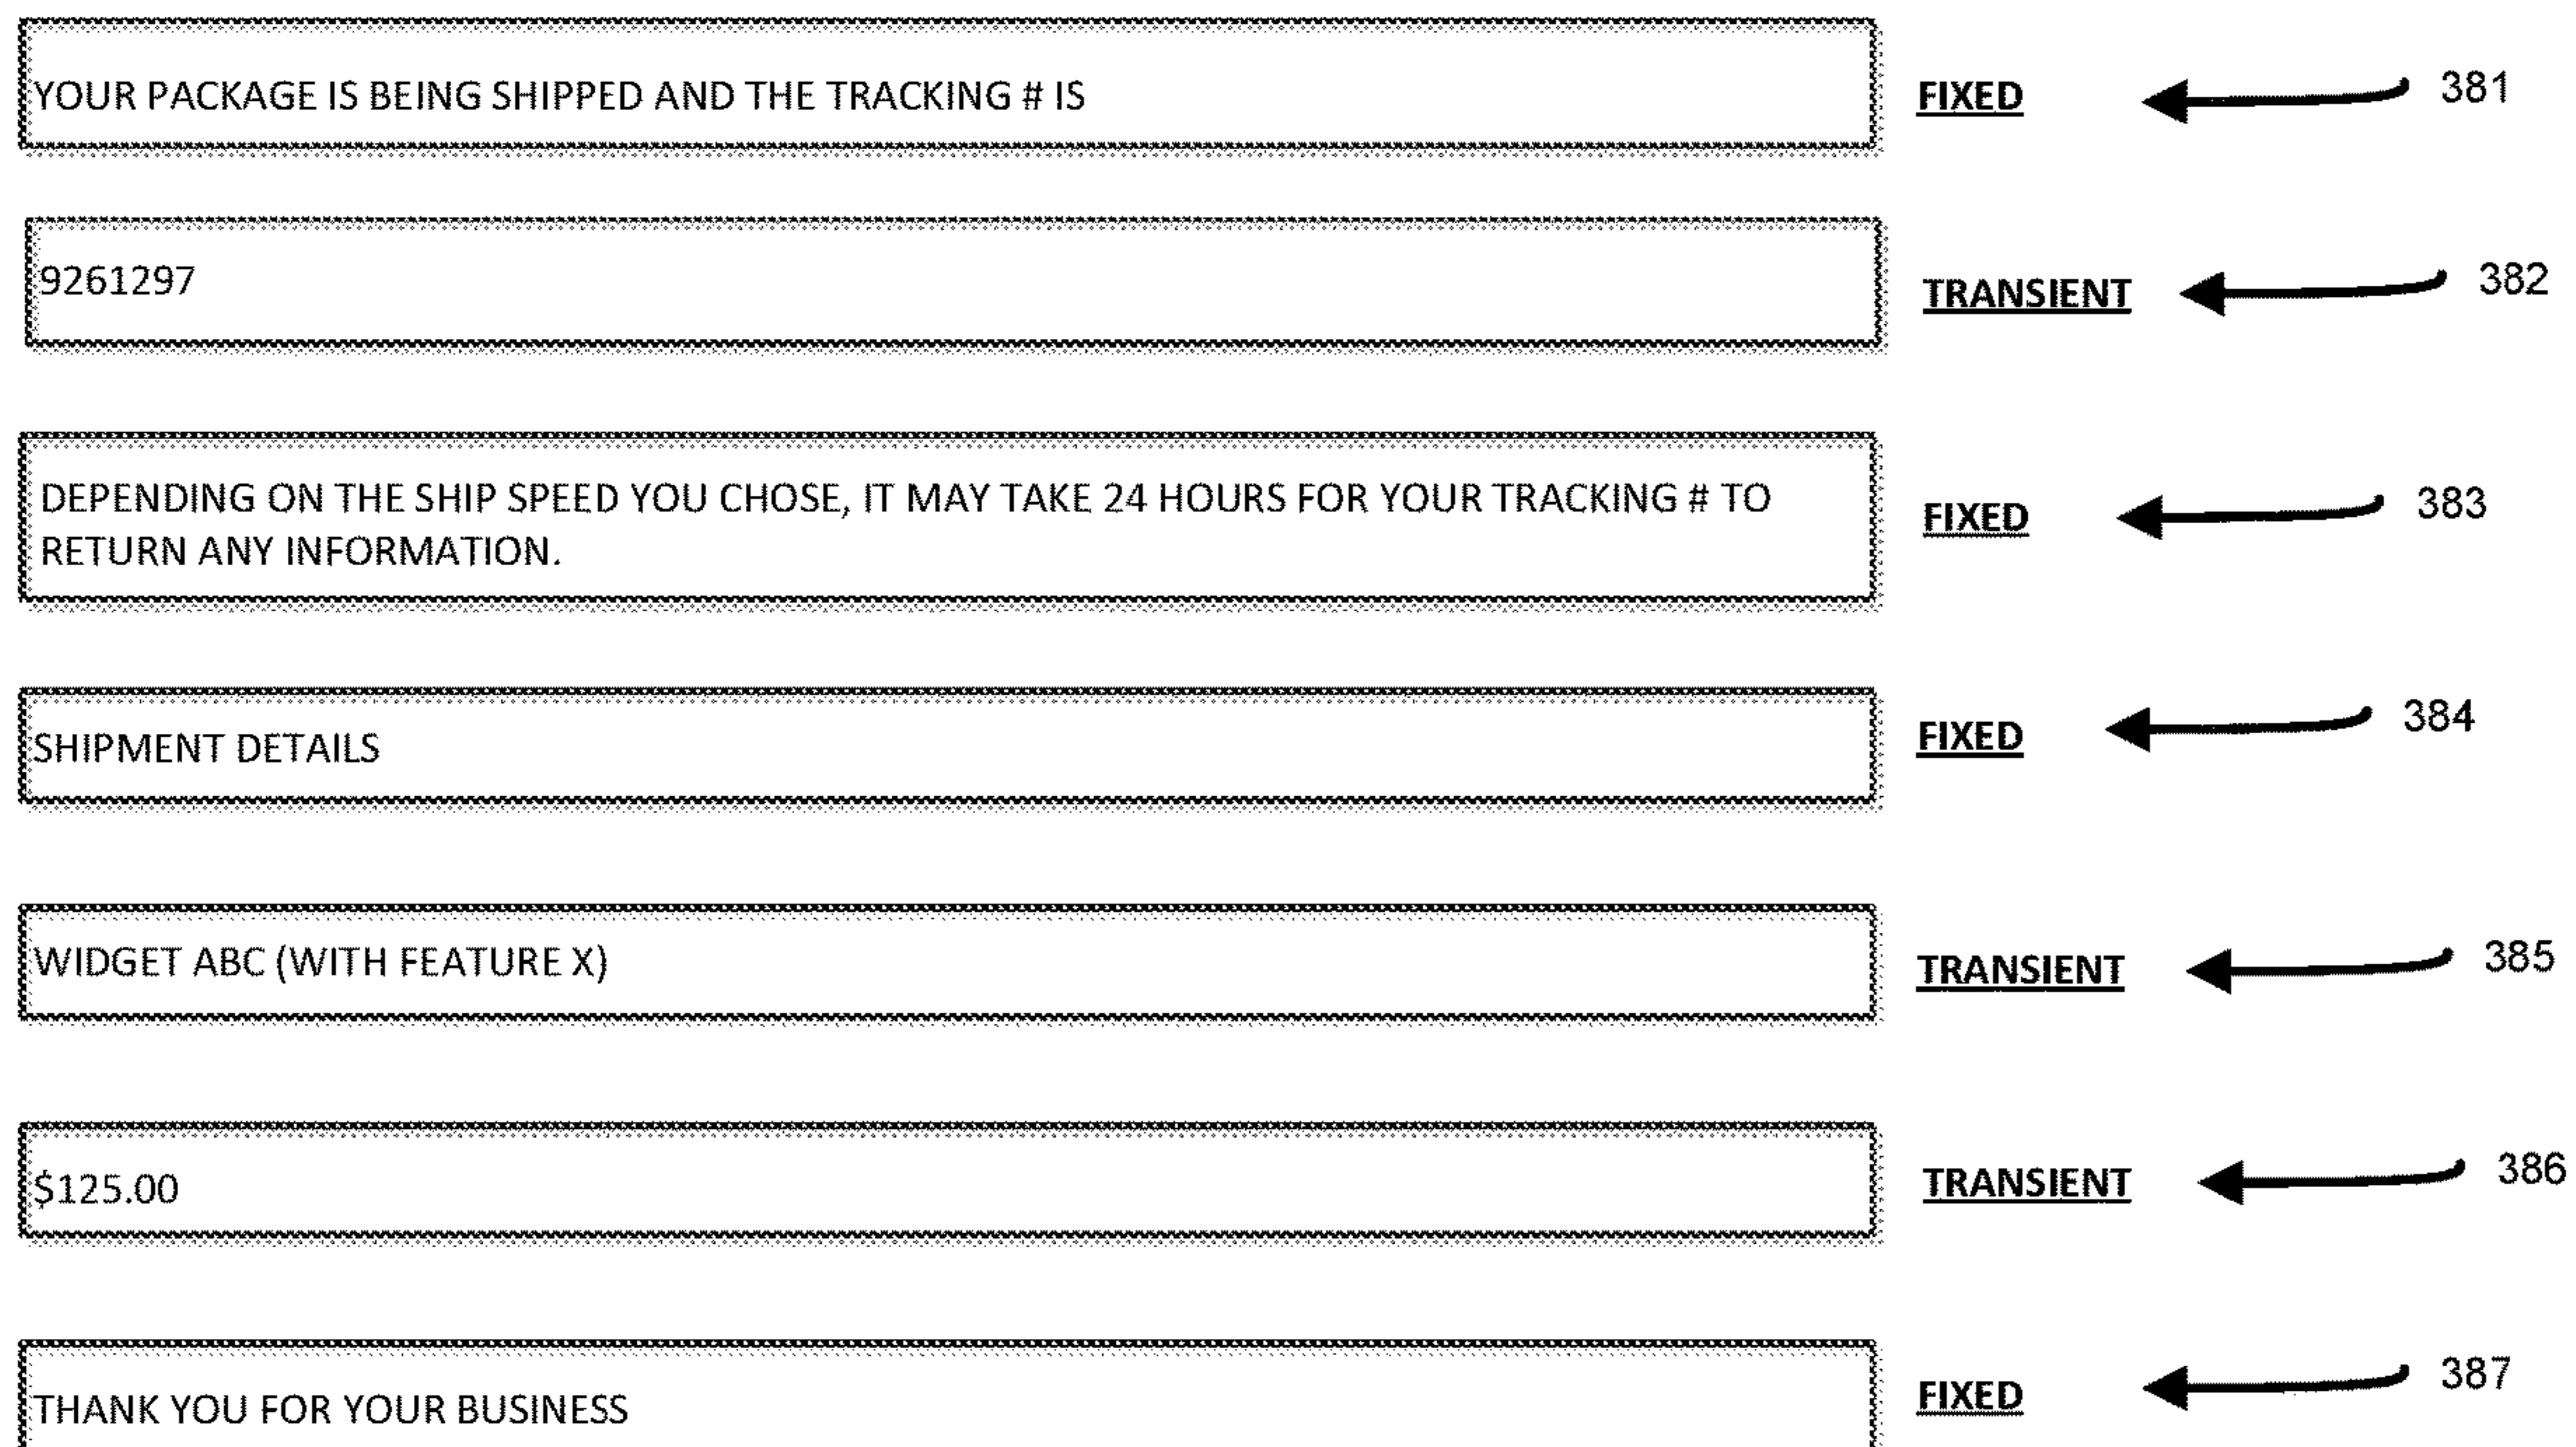 YOUR PACKAGE IS BEING SHIPPED AND THE TRACKING # IS FIXED 381
9261297 TRANSIENT 382
DEPENDING ON THE SHIP SPEED YOU CHOSE, IT MAY TAKE 24 HOURS FOR YOUR TRACKING # TO
RETURN ANY INFORMATION.
FIXED 383
SHIPMENT DETAILS FIXED 384
WIDGET ABC (WITH FEATURE X) TRANSIENT 385
$125.00 TRANSIENT 386
THANK YOU FOR YOUR BUSINESS FIXED 387